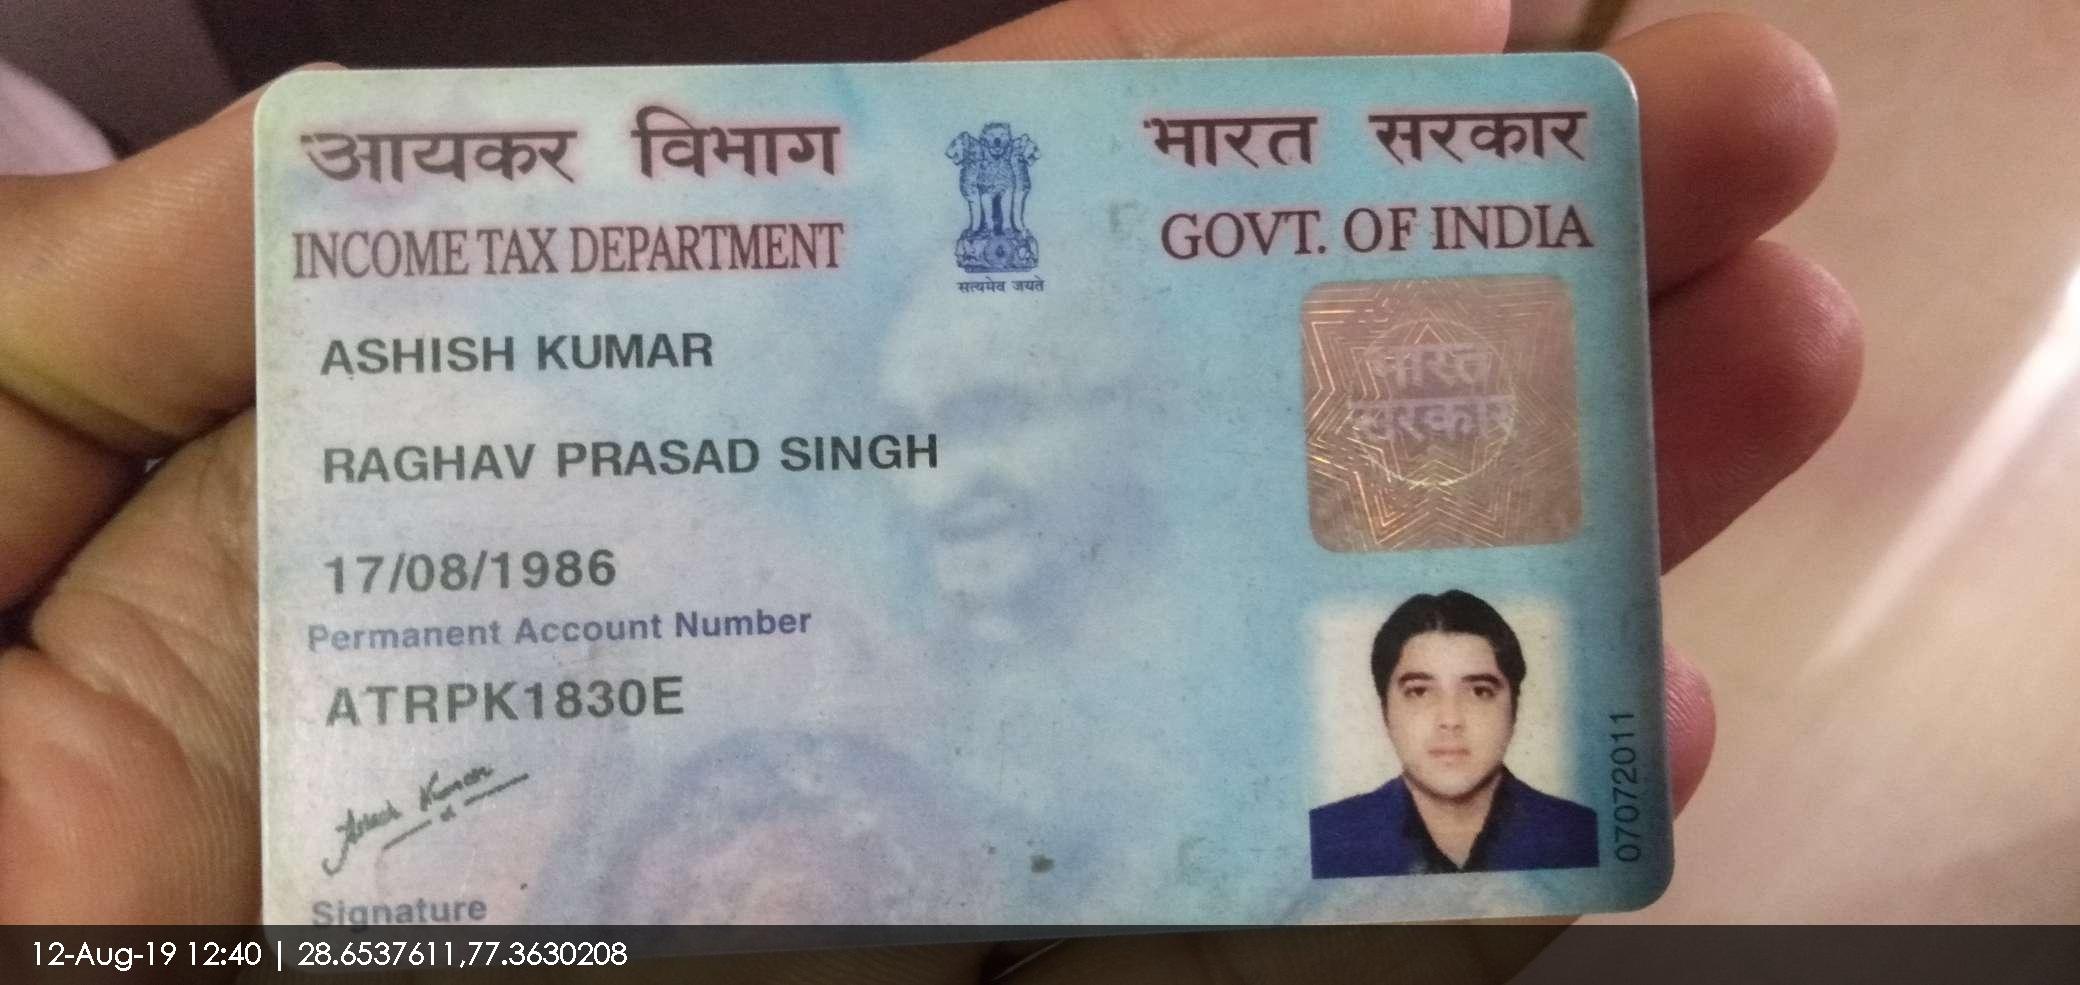 आयकर विभाग
INCOME TAX DEPARTMENT
सत्यमेव जयते
भारत सरकार
GOVT. OF INDIA
ASHISH KUMAR
RAGHAV PRASAD SINGH
17/08/1986
Permanent Account Number
ATRPK1830E
Ashish Kumar
Signature
भारत
सरकार
07072011
12-Aug-19 12:40 | 28.6537611,77.3630208